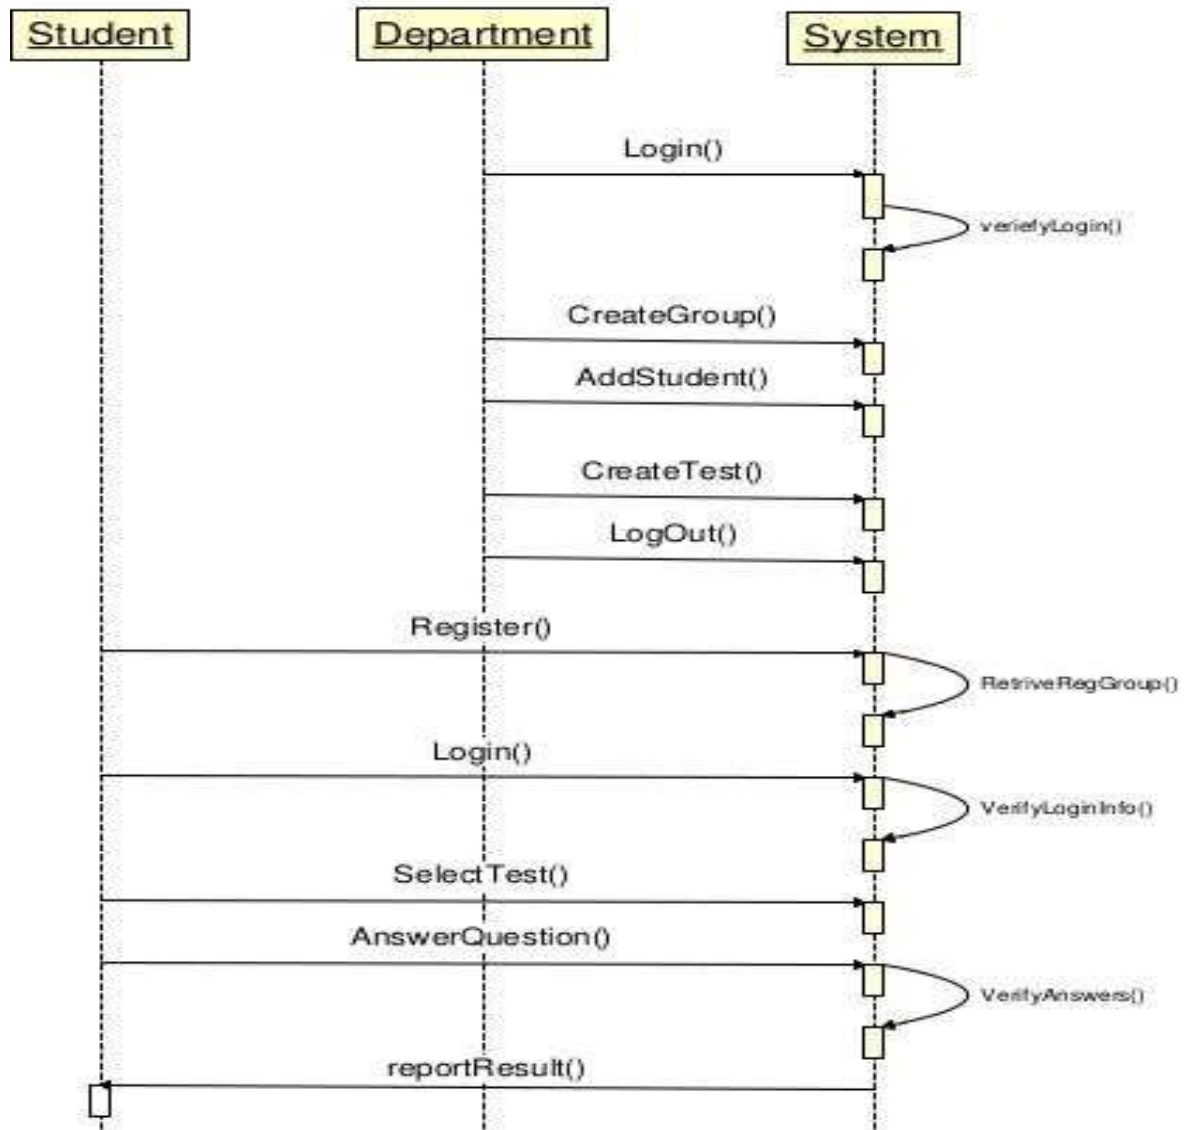 Student
Department
System
Login()
veriefyLogin()
CreateGroup()
AddStudent()
CreateTest()
LogOut()
Register()
RetriveRegGroup()
Login()
VerifyLoginInfo()
SelectTest()
AnswerQuestion()
VerifyAnswers()
reportResult()